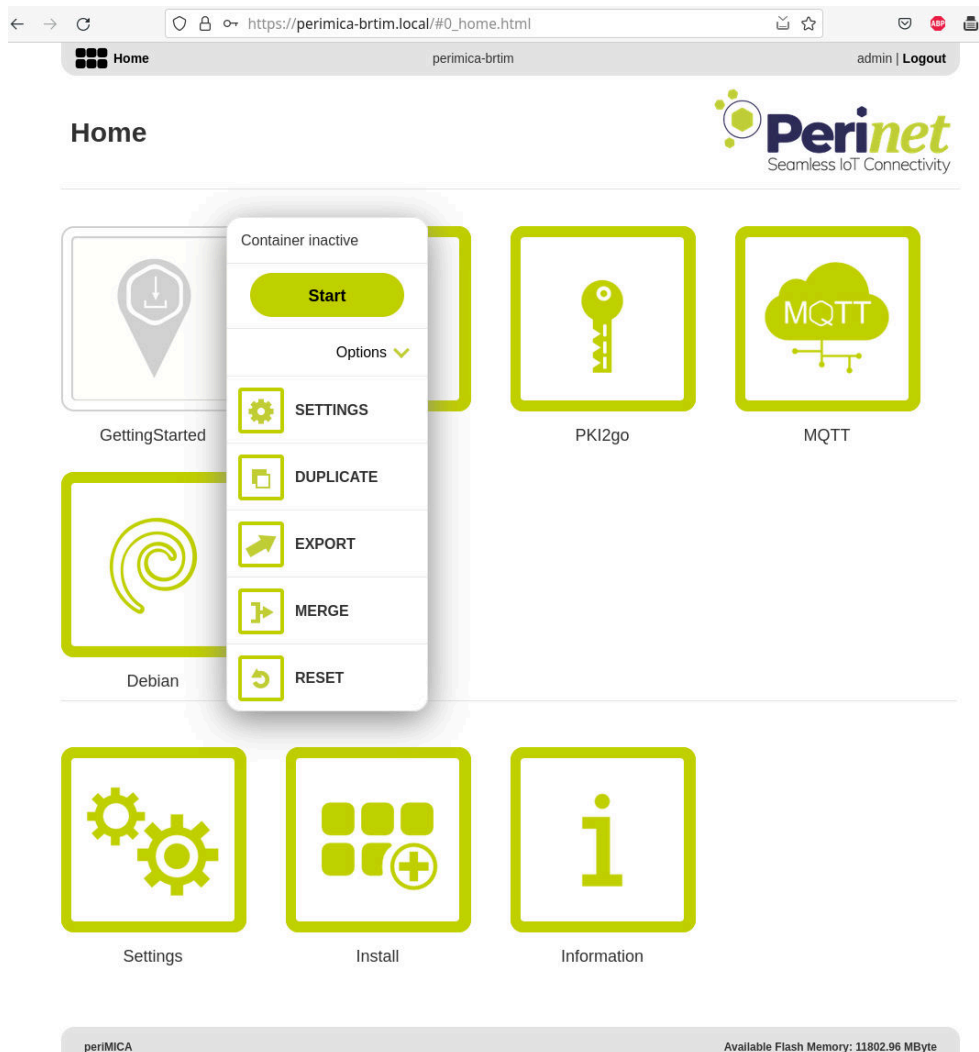 https://perimica-brtim.local/#0_home.html
ABP
Home
perimica-brtim
admin | Logout
Home
Perinet
Seamless IoT Connectivity
Container inactive
Start
Options
SETTINGS
DUPLICATE
EXPORT
MERGE
RESET
MQTT
GettingStarted
PKI2go
MQTT
Debian
Settings
Install
Information
periMICA
Available Flash Memory: 11802.96 MByte